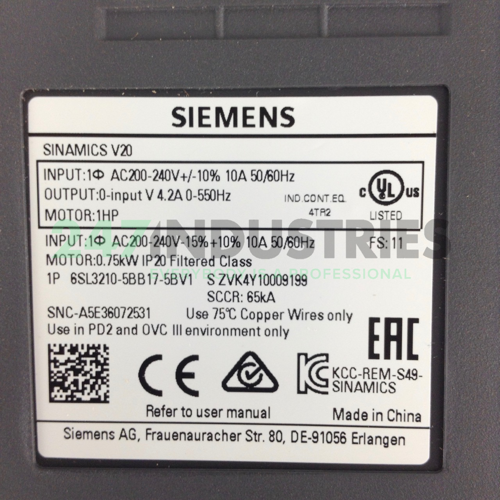 SIEMENS
SINAMICS V20
INPUT:1Φ AC200-240V+/-10% 10A 50/60Hz
OUTPUT:0-input V 4.2A 0-550Hz
MOTOR:1HP
IND.CONT.EQ.
4TR2
c UL US
LISTED
INPUT:1Φ AC200-240V-15%+10% 10A 50/60Hz
FS: 11
MOTOR:0.75kW IP20 Filtered Class
1P 6SL3210-5BB17-5BV1 S ZVK4Y10009199
SCCR: 65kA
SNC-A5E36072531 Use 75℃ Copper Wires only
Use in PD2 and OVC III environment only
EAC
CE
KCC-REM-S49-
SINAMICS
Refer to user manual Made in China
Siemens AG, Frauenauracher Str. 80, DE-91056 Erlangen
247INDUSTRIES